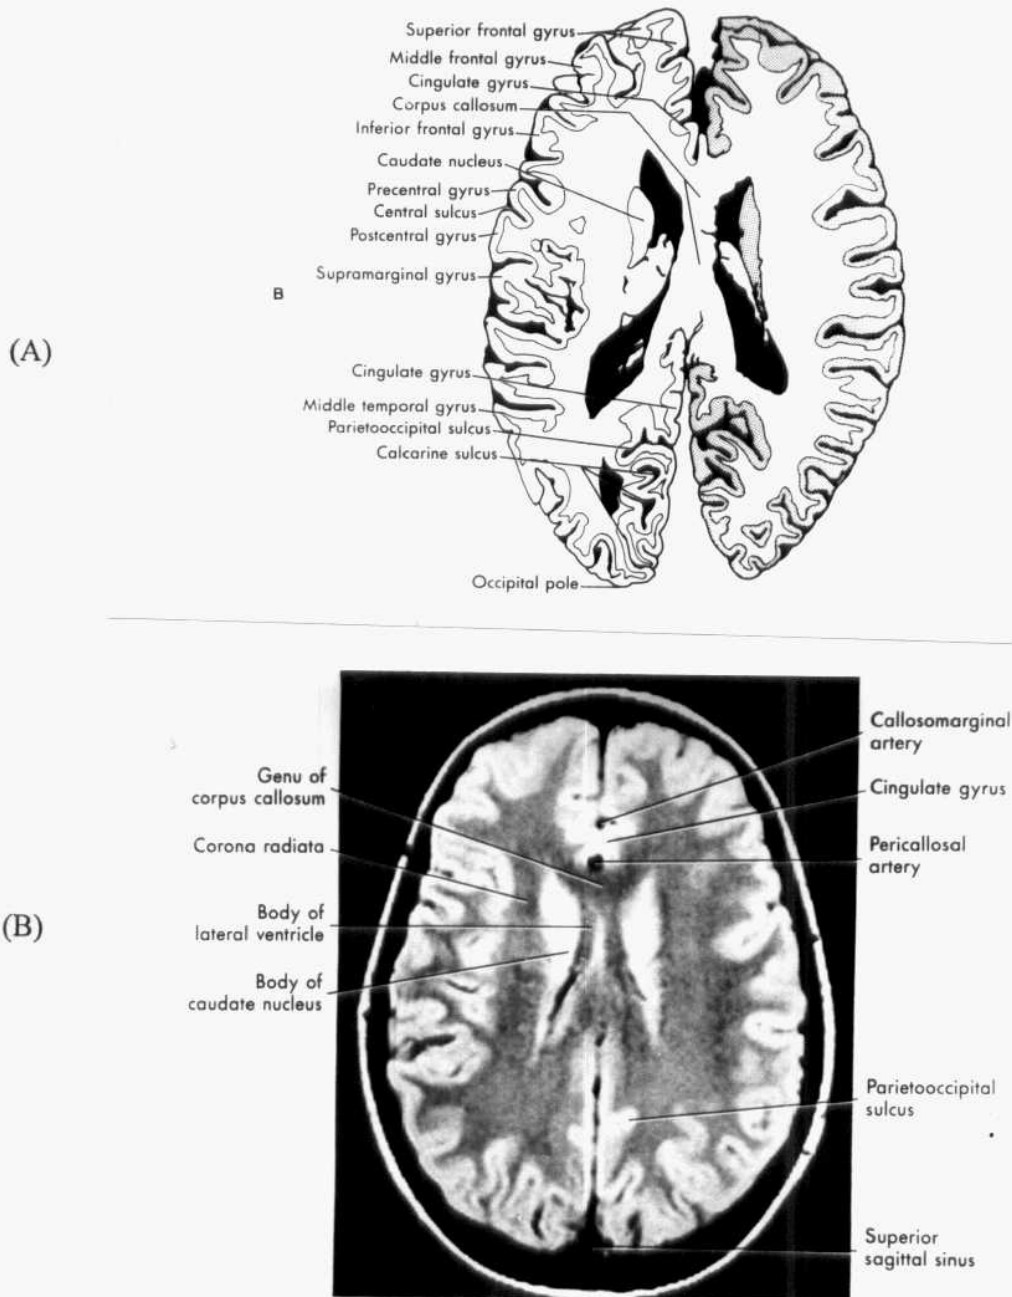 Superior frontal gyrus
Middle frontal gyrus
Cingulate gyrus
Corpus callosum
Inferior frontal gyrus
Caudate nucleus
Precentral gyrus
Central sulcus
Postcentral gyrus
Supramarginal gyrus
B
(A)
Cingulate gyrus
Middle temporal gyrus
Parietooccipital sulcus
Calcarine sulcus
Occipital pole
Callosomarginal
artery
Genu of
corpus callosum
Cingulate gyrus
Corona radiata
Pericallosal
artery
(B)
Body of
lateral ventricle
Body of
caudate nucleus
Parietooccipital
sulcus
Superior
sagittal sinus